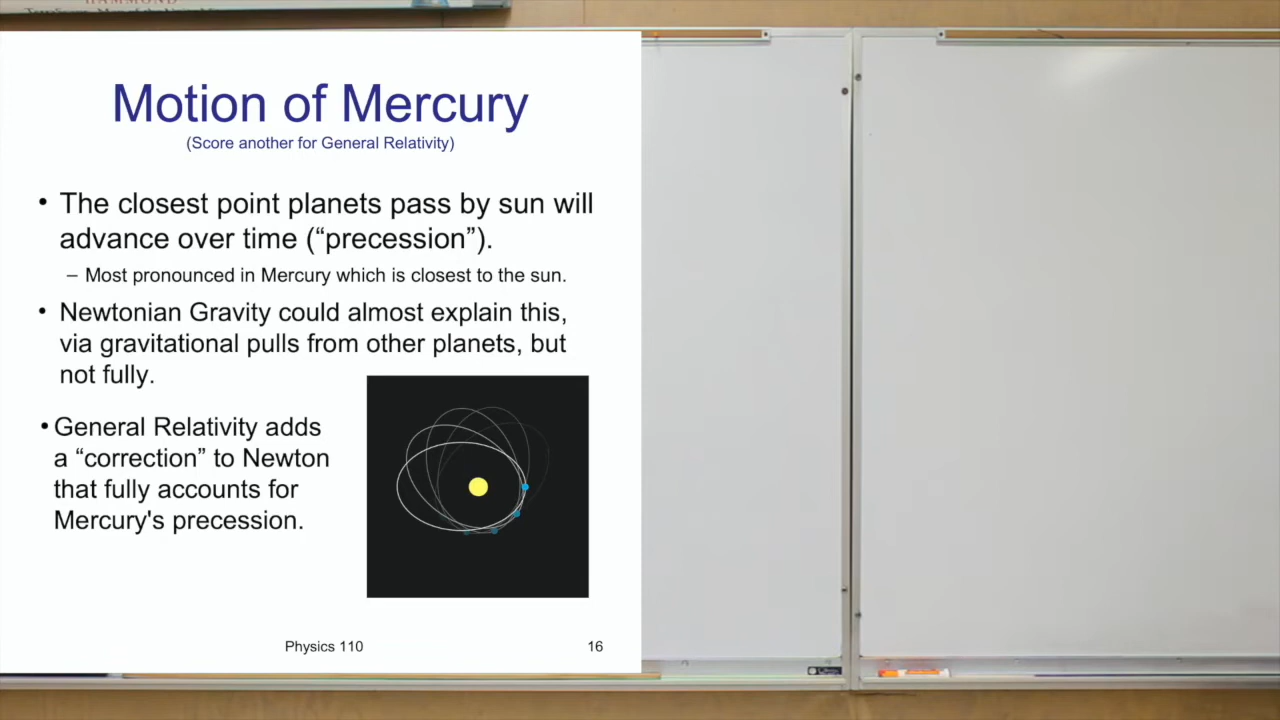 HAMMOND
Motion of Mercury
(Score another for General Relativity)
• The closest point planets pass by sun will
advance over time (“precession”).
– Most pronounced in Mercury which is closest to the sun.
• Newtonian Gravity could almost explain this,
via gravitational pulls from other planets, but
not fully.
• General Relativity adds
a “correction” to Newton
that fully accounts for
Mercury's precession.
Physics 110
16